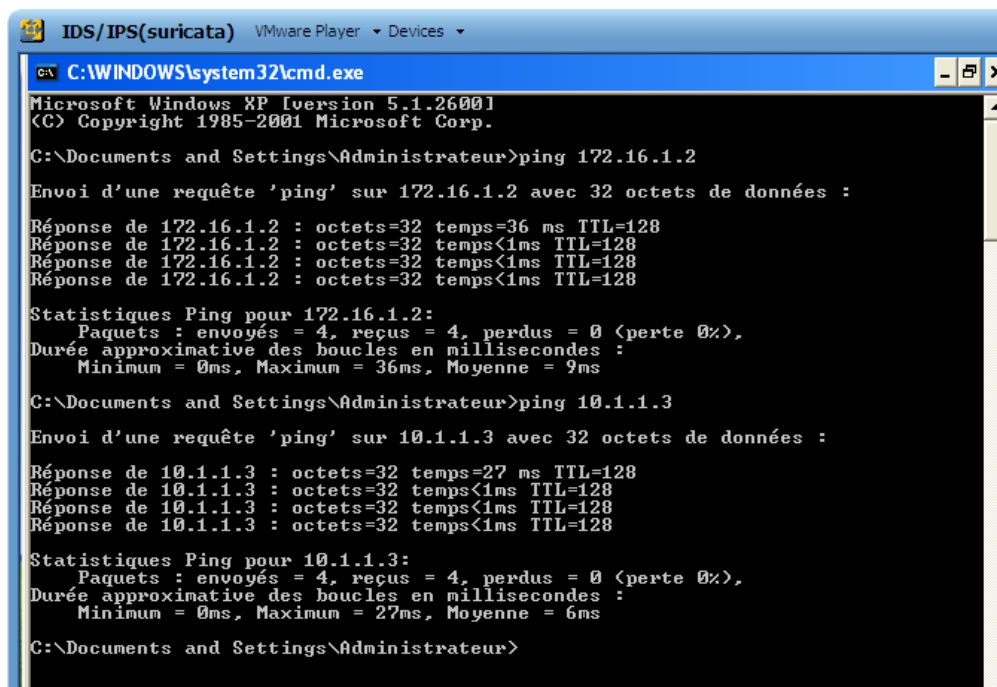 IDS/IPS(suricata) VMware Player Devices
C:\WINDOWS\system32\cmd.exe
Microsoft Windows XP [version 5.1.2600]
(C) Copyright 1985-2001 Microsoft Corp.
C:\Documents and Settings\Administrateur>ping 172.16.1.2
Envoi d'une requête 'ping' sur 172.16.1.2 avec 32 octets de données :
Réponse de 172.16.1.2 : octets=32 temps=36 ms TTL=128
Réponse de 172.16.1.2 : octets=32 temps<1ms TTL=128
Réponse de 172.16.1.2 : octets=32 temps<1ms TTL=128
Réponse de 172.16.1.2 : octets=32 temps<1ms TTL=128
Statistiques Ping pour 172.16.1.2:
Paquets : envoyés = 4, reçus = 4, perdus = 0 (perte 0%),
Durée approximative des boucles en millisecondes :
Minimum = 0ms, Maximum = 36ms, Moyenne = 9ms
C:\Documents and Settings\Administrateur>ping 10.1.1.3
Envoi d'une requête 'ping' sur 10.1.1.3 avec 32 octets de données :
Réponse de 10.1.1.3 : octets=32 temps=27 ms TTL=128
Réponse de 10.1.1.3 : octets=32 temps<1ms TTL=128
Réponse de 10.1.1.3 : octets=32 temps<1ms TTL=128
Réponse de 10.1.1.3 : octets=32 temps<1ms TTL=128
Statistiques Ping pour 10.1.1.3:
Paquets : envoyés = 4, reçus = 4, perdus = 0 (perte 0%),
Durée approximative des boucles en millisecondes :
Minimum = 0ms, Maximum = 27ms, Moyenne = 6ms
C:\Documents and Settings\Administrateur>